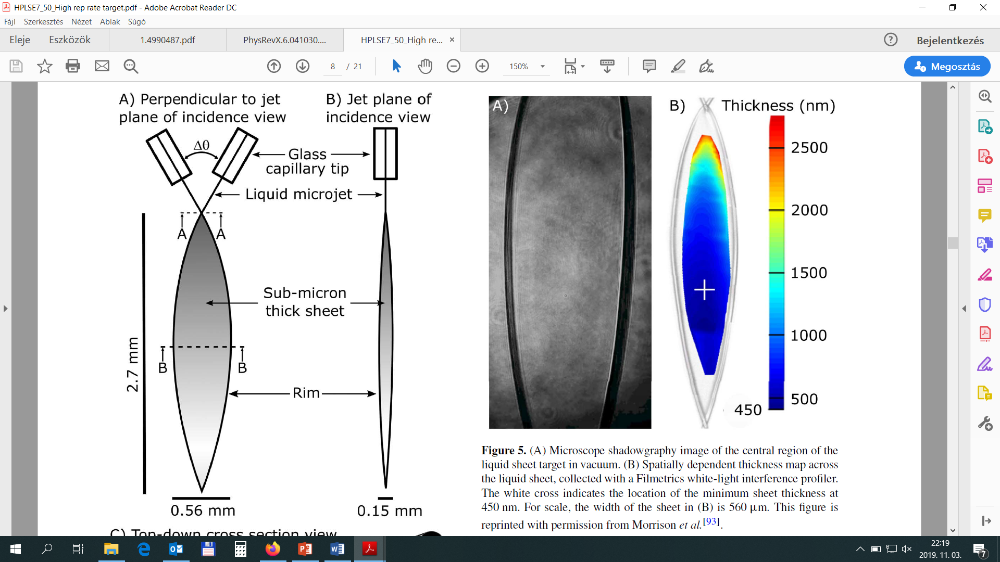 HPLSE7_50_High rep rate target.pdf - Adobe Acrobat Reader DC
Fájl Szerkesztés Nézet Ablak Súgó
Eleje Eszközök 1.4990487.pdf PhysRevX.6.041030.... HPLSE7_50_High re... ×
Bejelentkezés
8 / 21 150%
Megosztás
A) Perpendicular to jet
plane of incidence view
B) Jet plane of
incidence view
Δθ
Glass
capillary tip
Liquid microjet
A A
Sub-micron
thick sheet
2.7 mm
B B
Rim
0.56 mm
0.15 mm
C) Top-down cross section view
A)
B) Thickness (nm)
2500
2000
1500
1000
500
450
Figure 5. (A) Microscope shadowgraphy image of the central region of the
liquid sheet target in vacuum. (B) Spatially dependent thickness map across
the liquid sheet, collected with a Filmetrics white-light interference profiler.
The white cross indicates the location of the minimum sheet thickness at
450 nm. For scale, the width of the sheet in (B) is 560 μm. This figure is
reprinted with permission from Morrison et al.[93].
22:19
2019. 11. 03.
7